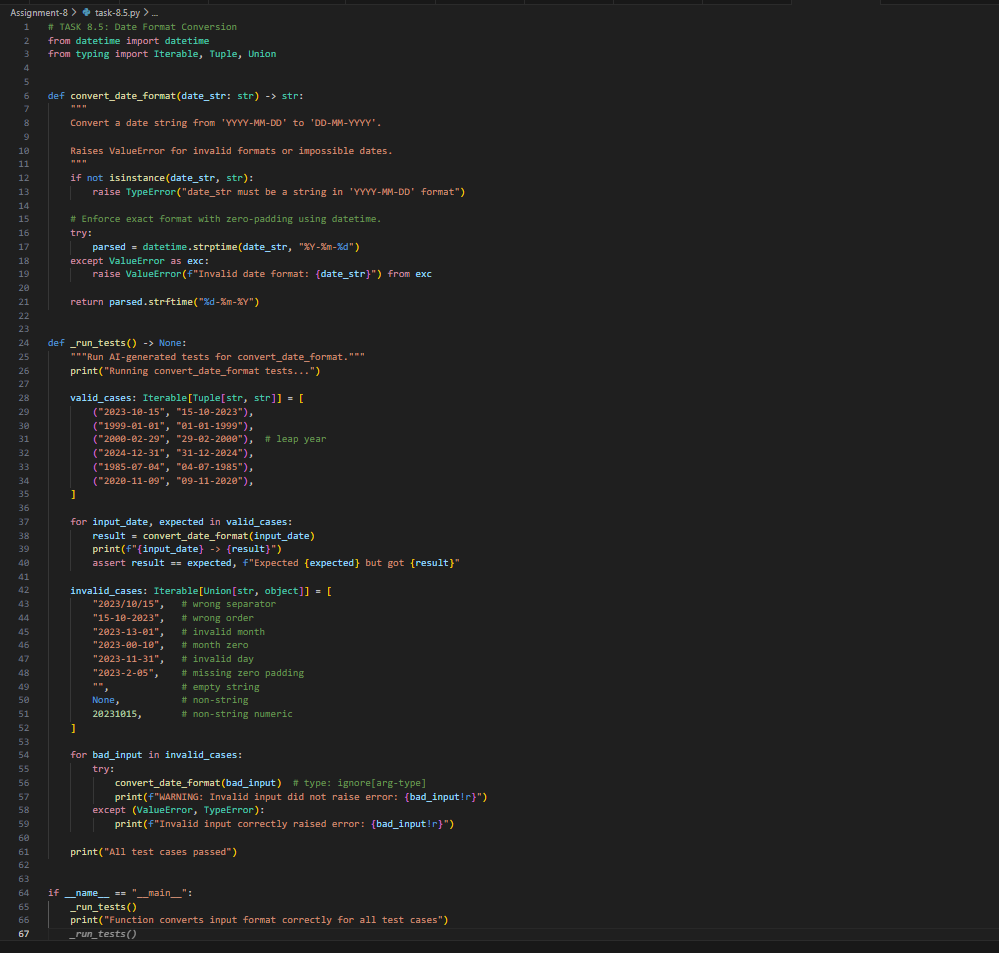 Assignment-8 > task-8.5.py > ...
1 # TASK 8.5: Date Format Conversion
2 from datetime import datetime
3 from typing import Iterable, Tuple, Union
4
5
6 def convert_date_format(date_str: str) -> str:
7     """
8     Convert a date string from 'YYYY-MM-DD' to 'DD-MM-YYYY'.
9
10     Raises ValueError for invalid formats or impossible dates.
11     """
12     if not isinstance(date_str, str):
13         raise TypeError("date_str must be a string in 'YYYY-MM-DD' format")
14
15     # Enforce exact format with zero-padding using datetime.
16     try:
17         parsed = datetime.strptime(date_str, "%Y-%m-%d")
18     except ValueError as exc:
19         raise ValueError(f"Invalid date format: {date_str}") from exc
20
21     return parsed.strftime("%d-%m-%Y")
22
23
24 def _run_tests() -> None:
25     """Run AI-generated tests for convert_date_format."""
26     print("Running convert_date_format tests...")
27
28     valid_cases: Iterable[Tuple[str, str]] = [
29         ("2023-10-15", "15-10-2023"),
30         ("1999-01-01", "01-01-1999"),
31         ("2000-02-29", "29-02-2000"),  # leap year
32         ("2024-12-31", "31-12-2024"),
33         ("1985-07-04", "04-07-1985"),
34         ("2020-11-09", "09-11-2020"),
35     ]
36
37     for input_date, expected in valid_cases:
38         result = convert_date_format(input_date)
39         print(f"{input_date} -> {result}")
40         assert result == expected, f"Expected {expected} but got {result}"
41
42     invalid_cases: Iterable[Union[str, object]] = [
43         "2023/10/15",   # wrong separator
44         "15-10-2023",   # wrong order
45         "2023-13-01",   # invalid month
46         "2023-00-10",   # month zero
47         "2023-11-31",   # invalid day
48         "2023-2-05",    # missing zero padding
49         "",             # empty string
50         None,           # non-string
51         20231015,       # non-string numeric
52     ]
53
54     for bad_input in invalid_cases:
55         try:
56             convert_date_format(bad_input)  # type: ignore[arg-type]
57             print(f"WARNING: Invalid input did not raise error: {bad_input!r}")
58         except (ValueError, TypeError):
59             print(f"Invalid input correctly raised error: {bad_input!r}")
60
61     print("All test cases passed")
62
63
64 if __name__ == "__main__":
65     _run_tests()
66     print("Function converts input format correctly for all test cases")
67     _run_tests()